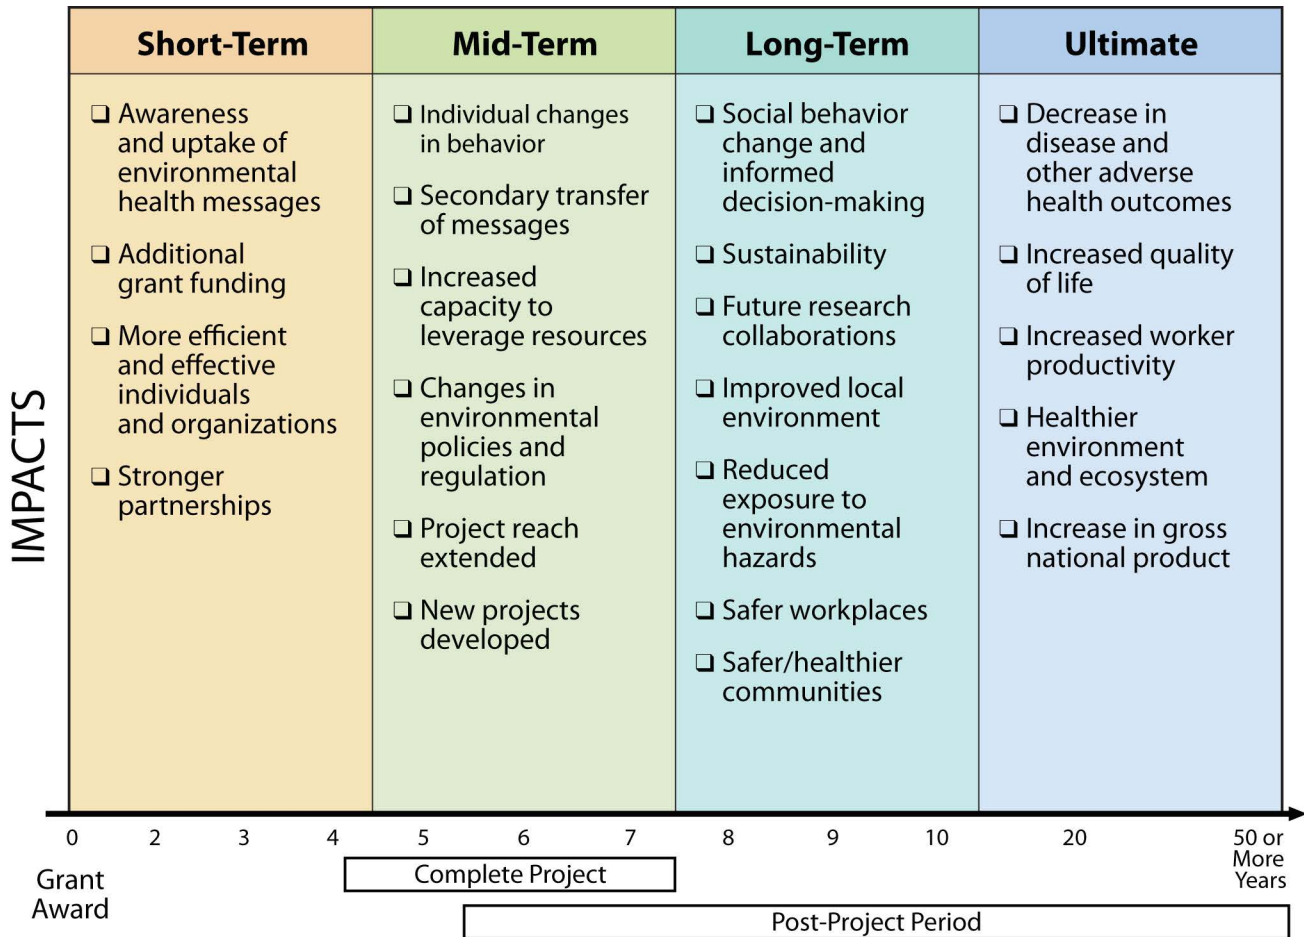 Short-Term
Mid-Term
Long-Term
Ultimate
❏ Awareness
and uptake of
environmental
health messages
❏ Additional
grant funding
❏ More efficient
and effective
individuals
and organizations
❏ Stronger
partnerships
❏ Individual changes
in behavior
❏ Secondary transfer
of messages
❏ Increased
capacity to
leverage resources
❏ Changes in
environmental
policies and
regulation
❏ Project reach
extended
❏ New projects
developed
❏ Social behavior
change and
informed
decision-making
❏ Sustainability
❏ Future research
collaborations
❏ Improved local
environment
❏ Reduced
exposure to
environmental
hazards
❏ Safer workplaces
❏ Safer/healthier
communities
❏ Decrease in
disease and
other adverse
health outcomes
❏ Increased quality
of life
❏ Increased worker
productivity
❏ Healthier
environment
and ecosystem
❏ Increase in gross
national product
IMPACTS
0 2 3 4 5 6 7 8 9 10 20 50 or
More
Years
Grant
Award
Complete Project
Post-Project Period